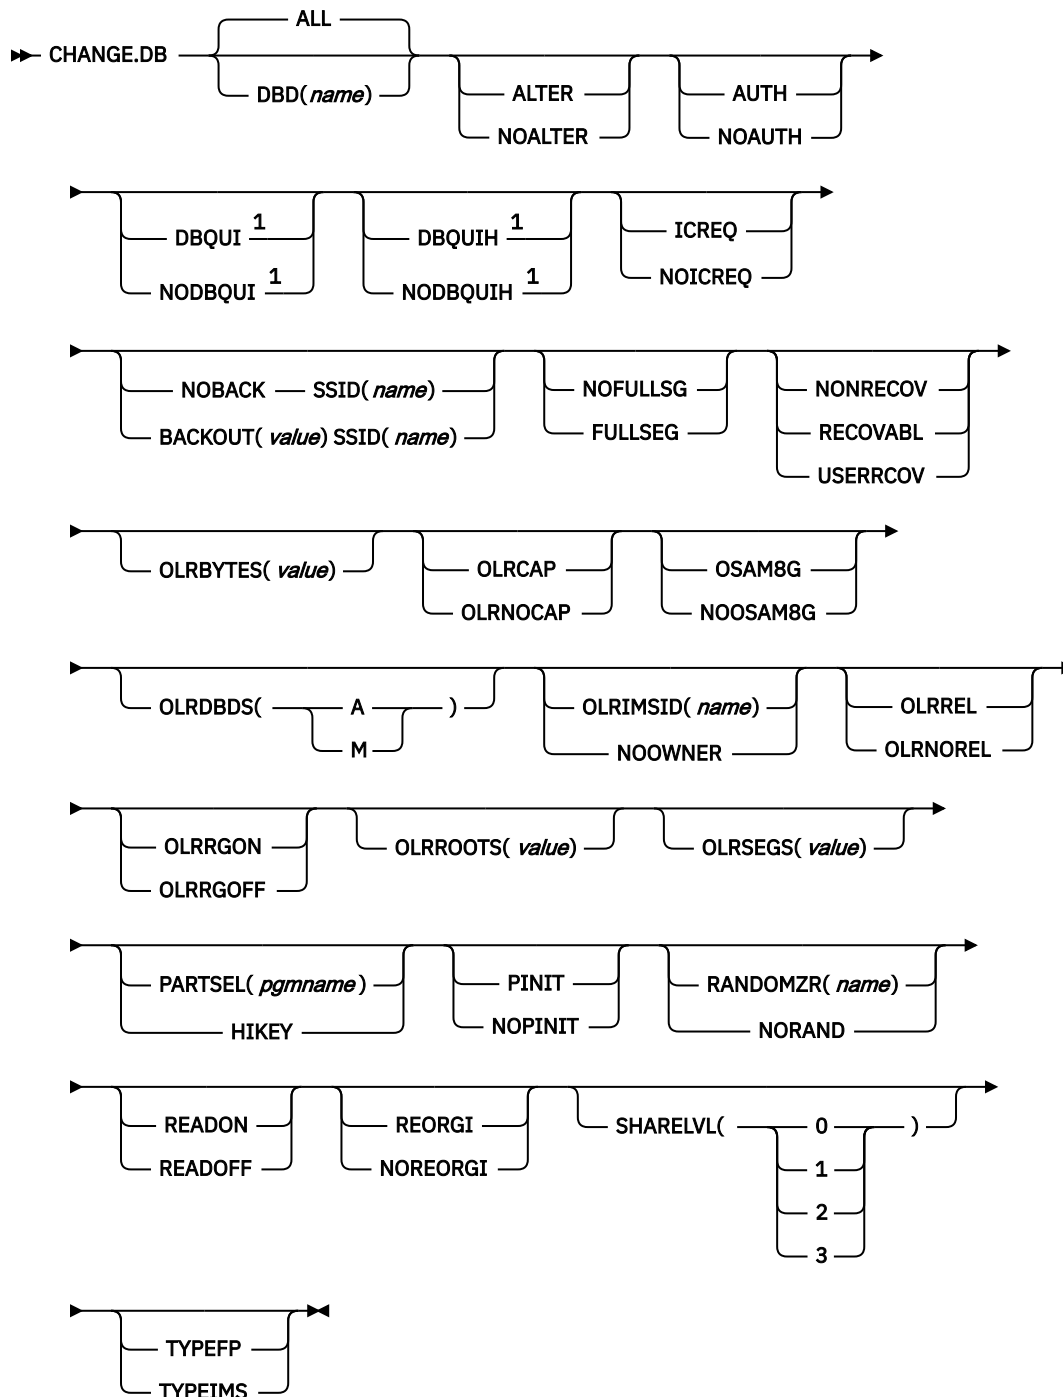 ALL
CHANGE.DB
DBD(name)
ALTER AUTH
NOALTER NOAUTH
DBQUI 1 DBQUIH 1 ICREQ
NODBQUI 1 NODBQUIH 1 NOICREQ
NOBACK SSID(name) NOFULLSG NONRECOV
BACKOUT(value) SSID(name) FULLSEG RECOVABL
USERRCOV
OLRBYTES(value) OLRCAP OSAM8G
OLRNOCAP NOOSAM8G
OLRDBDS( A ) OLRIMSID(name) OLRREL
M NOOWNER OLRNOREL
OLRRGON OLRROOTS(value) OLRSEGS(value)
OLRRGOFF
PARTSEL(pgmname) PINIT RANDOMZR(name)
HIKEY NOPINIT NORAND
READON REORGI SHARELVL( 0 )
READOFF NOREORGI 1
2
3
TYPEFP
TYPEIMS